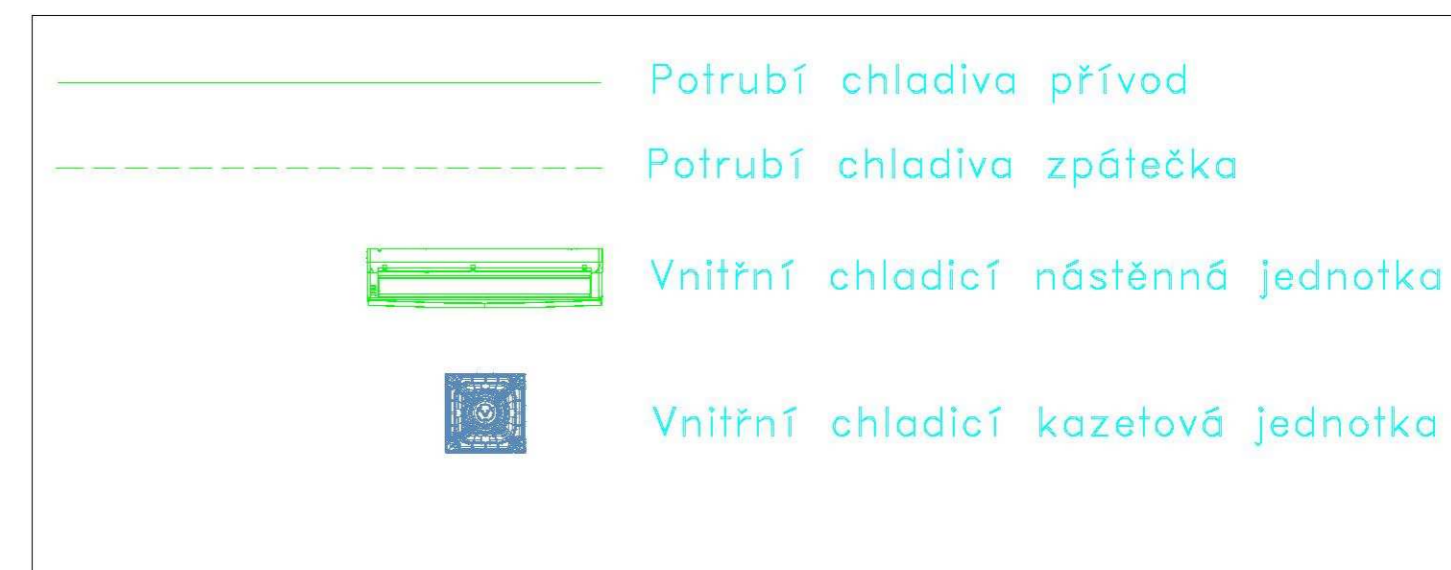 Potrubí chladiva přívod
Potrubí chladiva zpátečka
Vnitřní chladicí nástěnná jednotka
Vnitřní chladicí kazetová jednotka